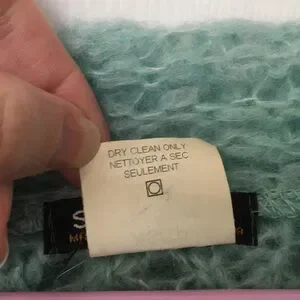 DRY CLEAN ONLY
NETTOYER A SEC
SEULEMENT